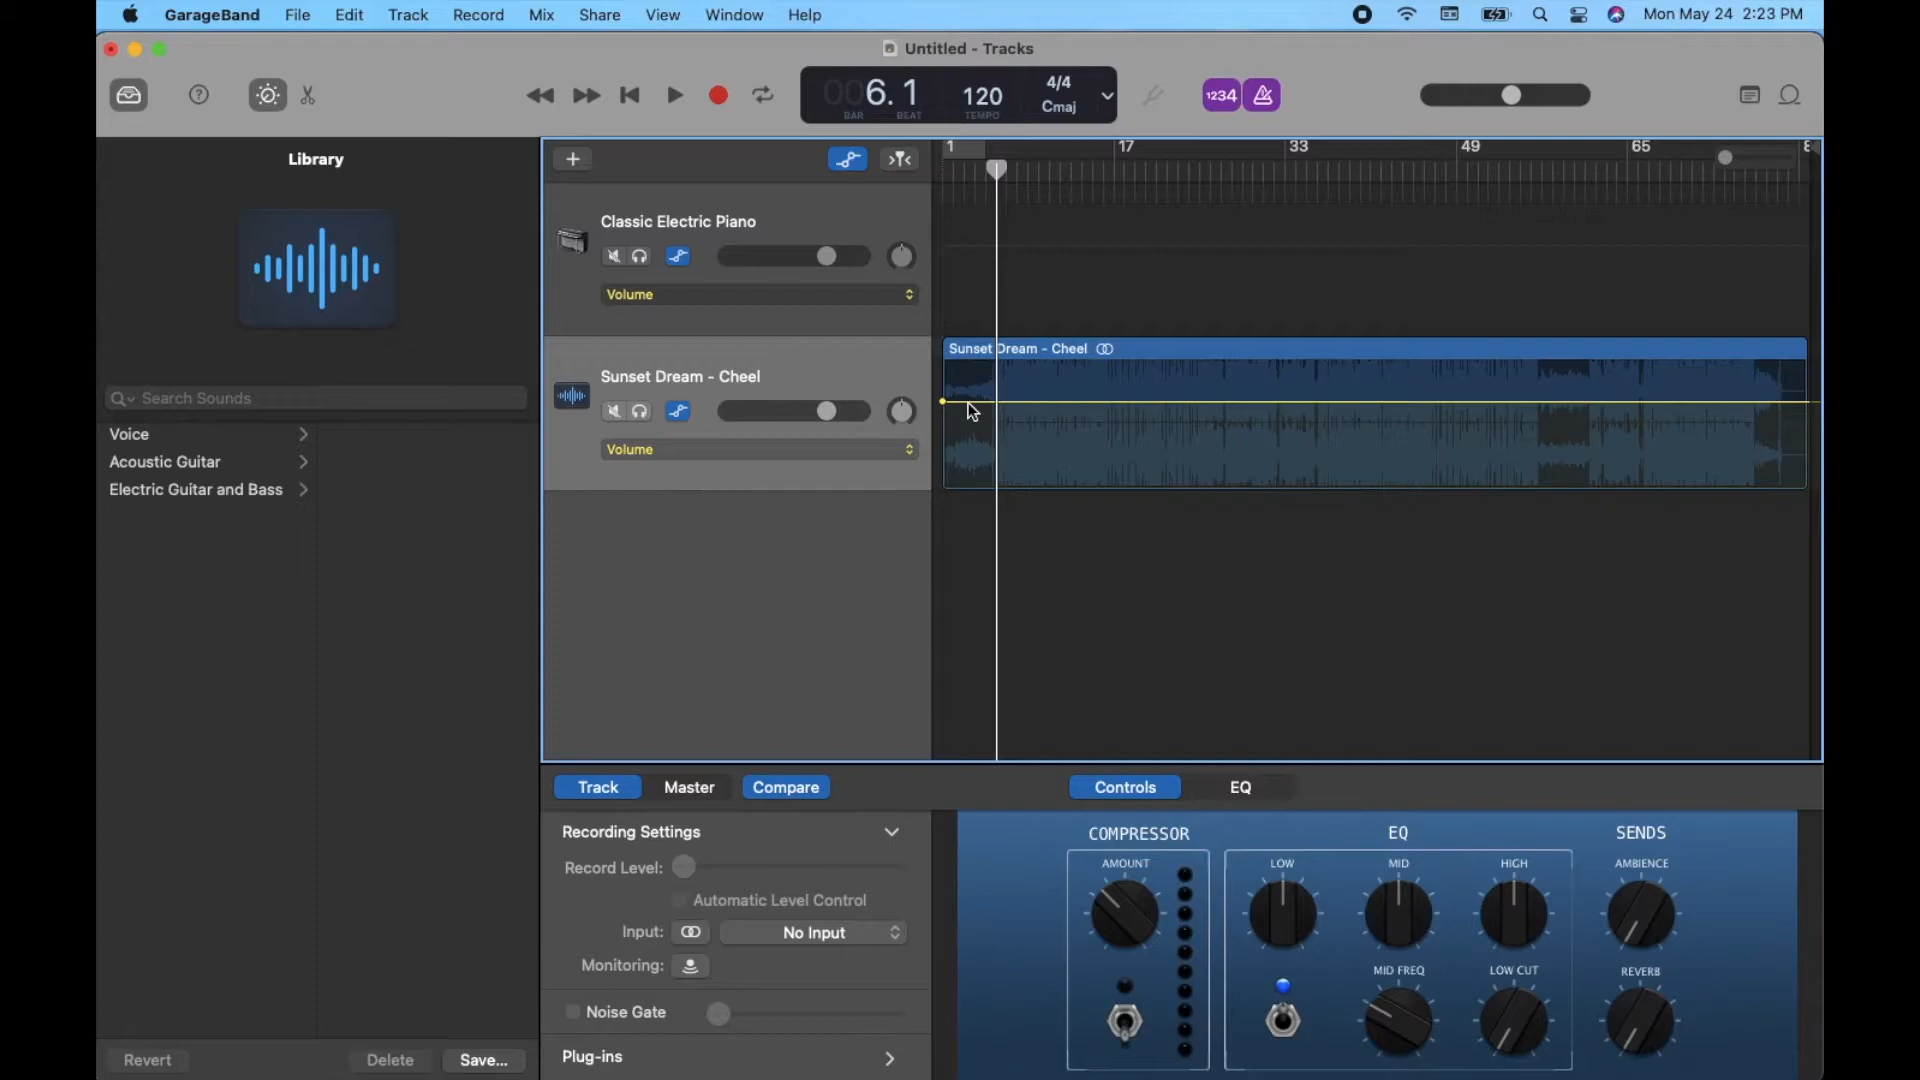 GarageBand File Edit Track Record Mix Share View Window Help Mon May 24 2:23 PM
Untitled - Tracks
006.1 120 4/4
Cmaj
BAR BEAT TEMPO
1234
Library
1 17 33 49 65
Classic Electric Piano
Volume
Sunset Dream - Cheel
Sunset Dream - Cheel
Volume
Search Sounds
Voice
Acoustic Guitar
Electric Guitar and Bass
Track Master Compare Controls EQ
Recording Settings
Record Level:
Automatic Level Control
Input: No Input
Monitoring:
Noise Gate
Plug-ins
COMPRESSOR EQ SENDS
AMOUNT LOW MID HIGH AMBIENCE
MID FREQ LOW CUT REVERB
Revert Delete Save...